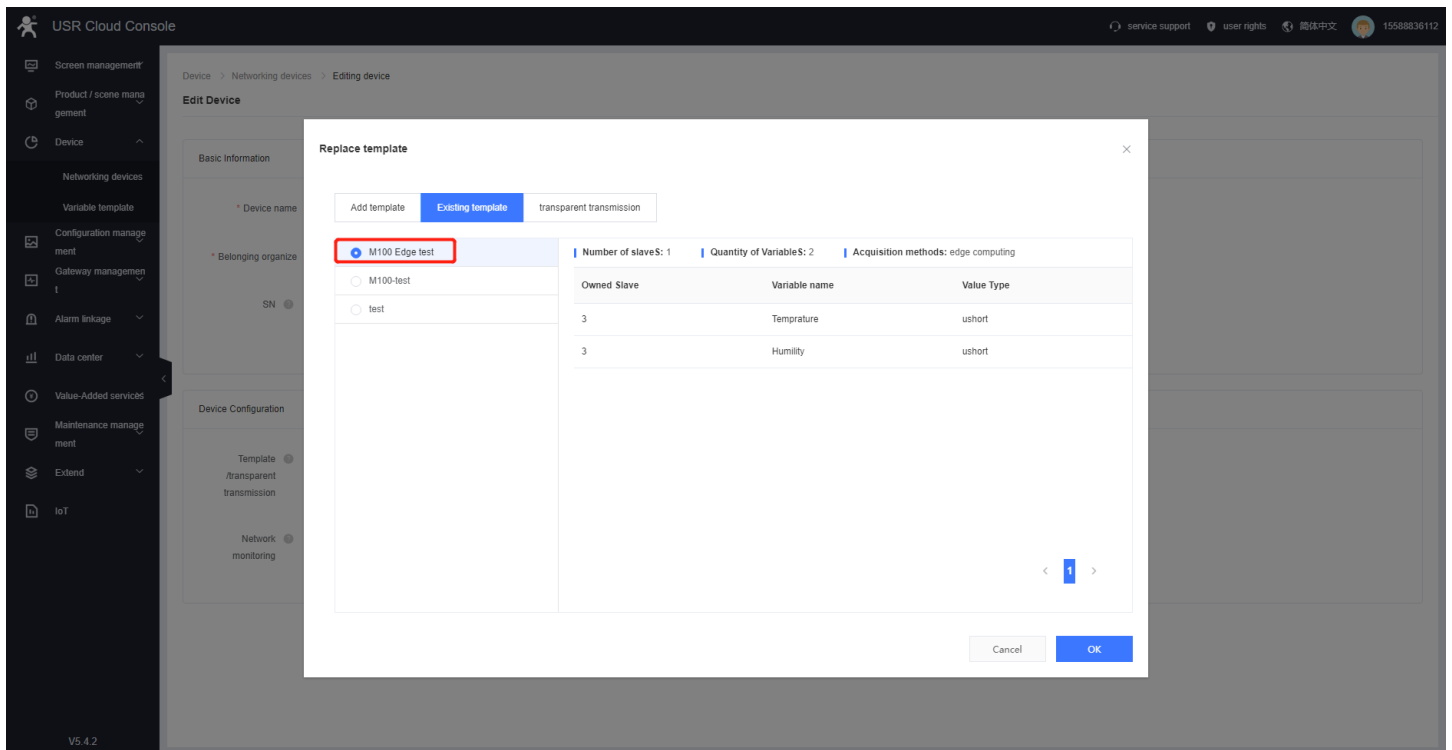 USR Cloud Console
service support
user rights
简体中文
15588836112
Screen management
Product / scene mana
gement
Device
Networking devices
Variable template
Configuration manage
ment
Gateway managemen
t
Alarm linkage
Data center
Value-Added services
Maintenance manage
ment
Extend
IoT
V5.4.2
Device > Networking devices > Editing device
Edit Device
Basic Information
* Device name
* Belonging organize
SN
Device Configuration
Template
/transparent
transmission
Network
monitoring
Replace template
Add template
Existing template
transparent transmission
M100 Edge test
M100-test
test
Number of slaveS: 1
Quantity of VariableS: 2
Acquisition methods: edge computing
Owned Slave Variable name Value Type
3 Temprature ushort
3 Humility ushort
< 1 >
Cancel
OK